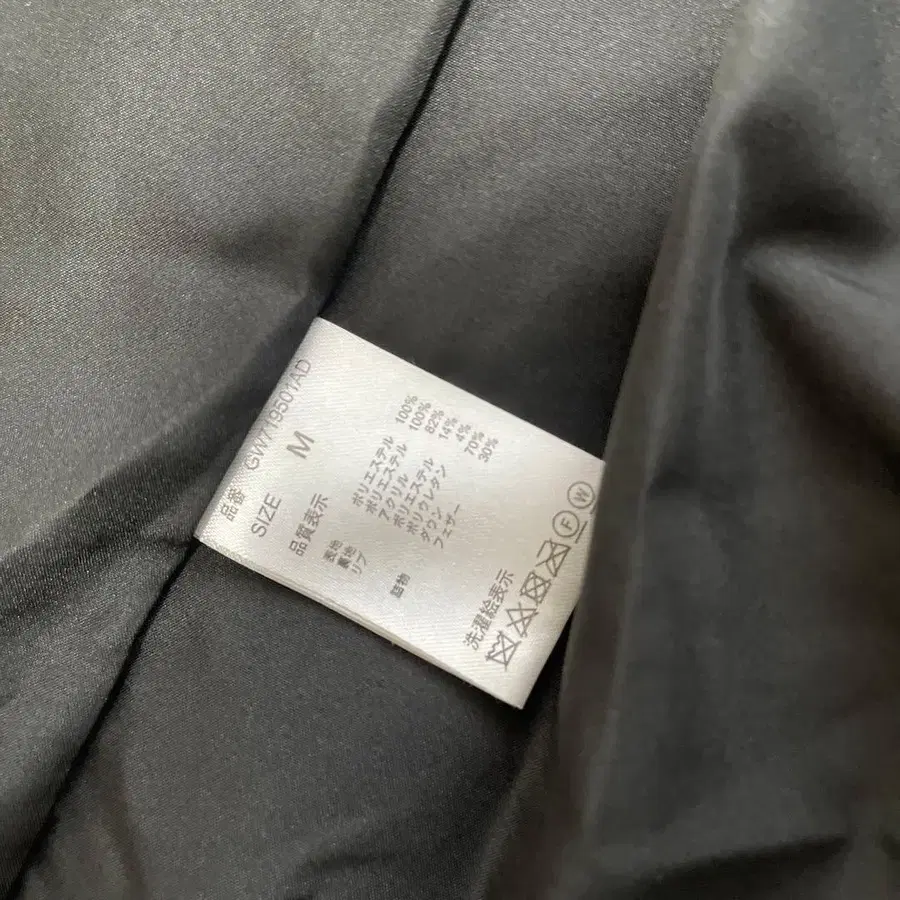 品番 GW719501AD
SIZE M
品質表示
表地 ポリエステル 100%
裏地 ポリエステル 100%
リブ アクリル 82%
ポリエステル 14%
ポリウレタン 4%
詰物 ダウン 70%
フェザー 30%
洗濯絵表示
F W